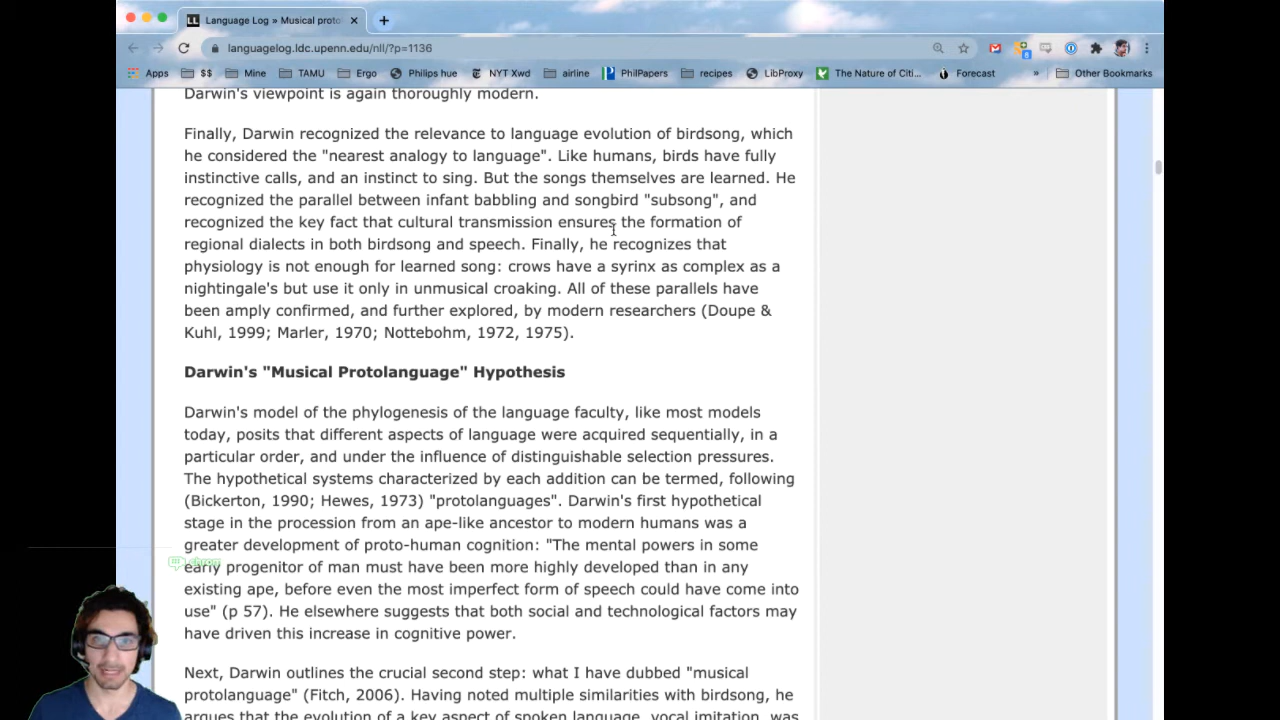 LL Language Log » Musical proto
languagelog.ldc.upenn.edu/nll/?p=1136
Apps $$ Mine TAMU Ergo Philips hue NYT Xwd airline PhilPapers recipes LibProxy The Nature of Citi... Forecast » Other Bookmarks
Darwin's viewpoint is again thoroughly modern.
Finally, Darwin recognized the relevance to language evolution of birdsong, which
he considered the "nearest analogy to language". Like humans, birds have fully
instinctive calls, and an instinct to sing. But the songs themselves are learned. He
recognized the parallel between infant babbling and songbird "subsong", and
recognized the key fact that cultural transmission ensures the formation of
regional dialects in both birdsong and speech. Finally, he recognizes that
physiology is not enough for learned song: crows have a syrinx as complex as a
nightingale's but use it only in unmusical croaking. All of these parallels have
been amply confirmed, and further explored, by modern researchers (Doupe &
Kuhl, 1999; Marler, 1970; Nottebohm, 1972, 1975).
Darwin's "Musical Protolanguage" Hypothesis
Darwin's model of the phylogenesis of the language faculty, like most models
today, posits that different aspects of language were acquired sequentially, in a
particular order, and under the influence of distinguishable selection pressures.
The hypothetical systems characterized by each addition can be termed, following
(Bickerton, 1990; Hewes, 1973) "protolanguages". Darwin's first hypothetical
stage in the procession from an ape-like ancestor to modern humans was a
greater development of proto-human cognition: "The mental powers in some
early progenitor of man must have been more highly developed than in any
existing ape, before even the most imperfect form of speech could have come into
use" (p 57). He elsewhere suggests that both social and technological factors may
have driven this increase in cognitive power.
Next, Darwin outlines the crucial second step: what I have dubbed "musical
protolanguage" (Fitch, 2006). Having noted multiple similarities with birdsong, he
argues that the evolution of a key aspect of spoken language, vocal imitation, was